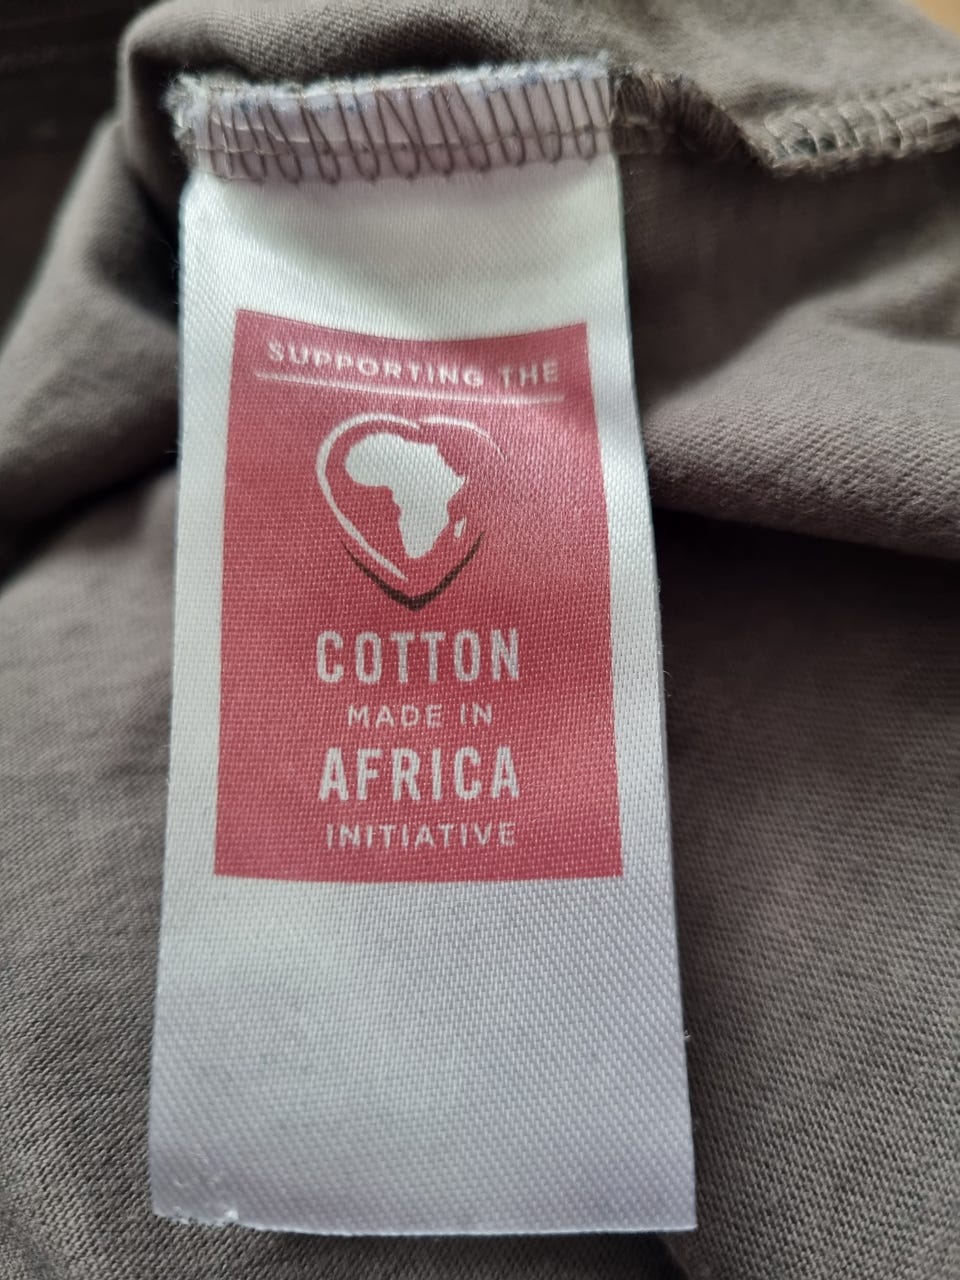 SUPPORTING THE
COTTON
MADE IN
AFRICA
INITIATIVE